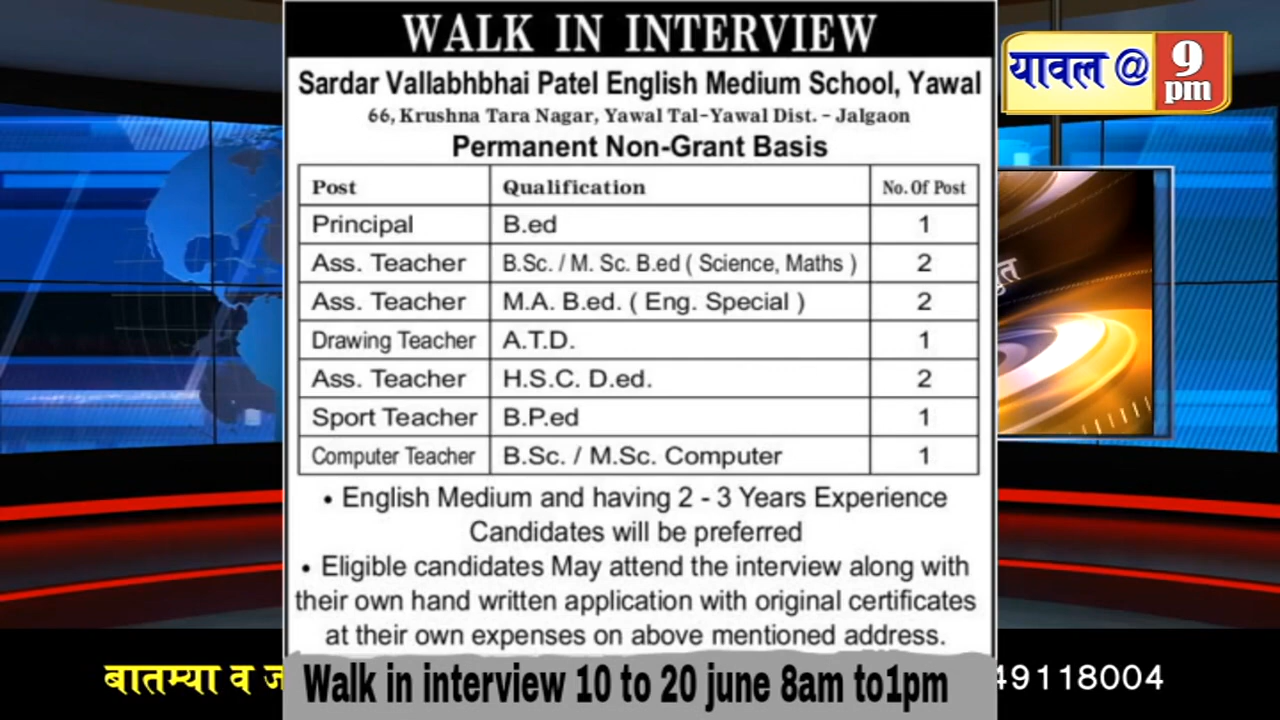 WALK IN INTERVIEW
Sardar Vallabhbhai Patel English Medium School, Yawal
66, Krushna Tara Nagar, Yawal Tal-Yawal Dist. - Jalgaon
Permanent Non-Grant Basis
Post Qualification No. Of Post
Principal B.ed 1
Ass. Teacher B.Sc. / M. Sc. B.ed ( Science, Maths ) 2
Ass. Teacher M.A. B.ed. ( Eng. Special ) 2
Drawing Teacher A.T.D. 1
Ass. Teacher H.S.C. D.ed. 2
Sport Teacher B.P.ed 1
Computer Teacher B.Sc. / M.Sc. Computer 1
• English Medium and having 2 - 3 Years Experience
Candidates will be preferred
• Eligible candidates May attend the interview along with
their own hand written application with original certificates
at their own expenses on above mentioned address.
Walk in interview 10 to 20 june 8am to1pm
यावल @ 9 pm
बातम्या व
49118004